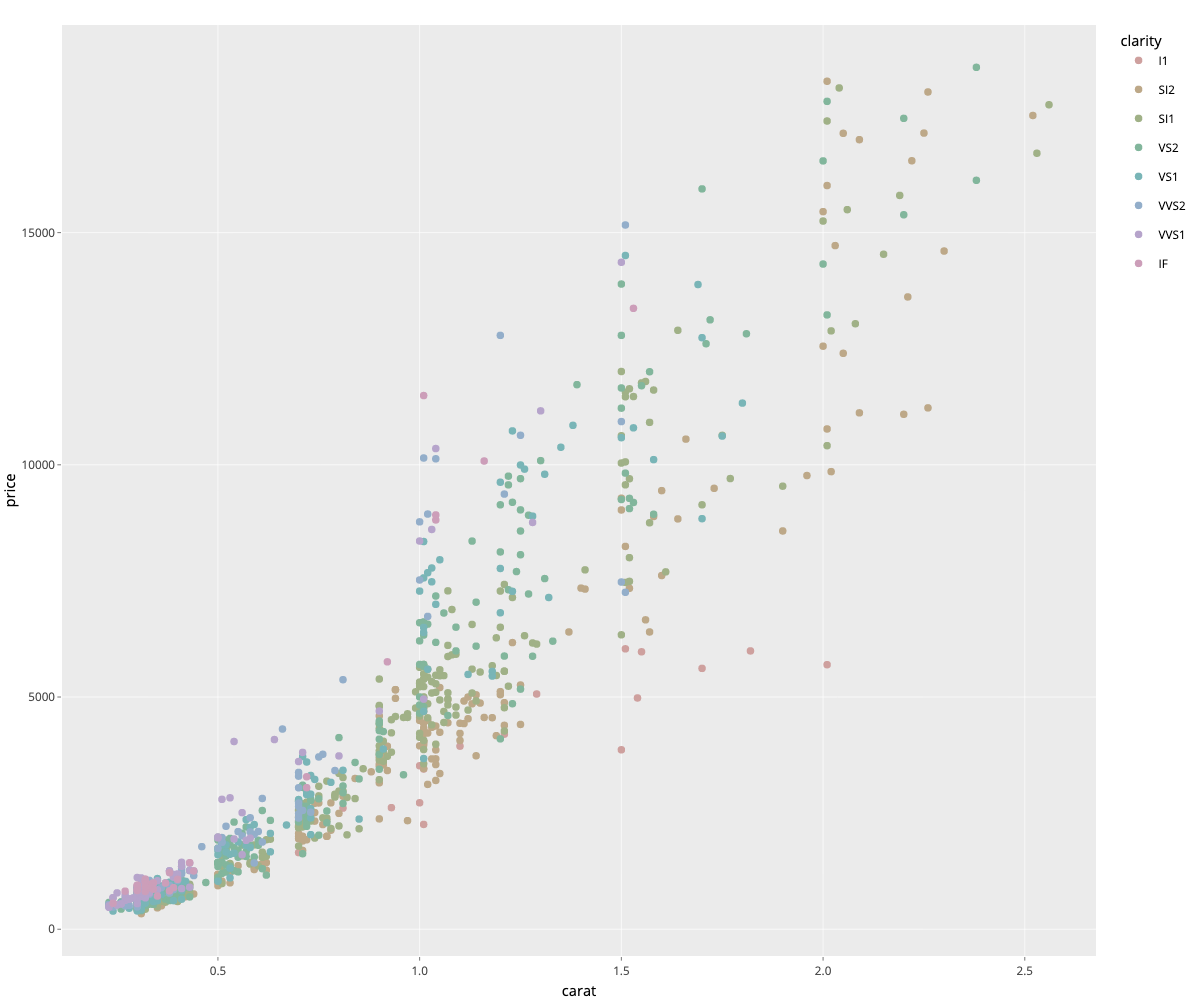 clarity
I1
SI2
SI1
VS2
VS1
VVS2
VVS1
IF
price
15000
10000
5000
0
0.5 1.0 1.5 2.0 2.5
carat